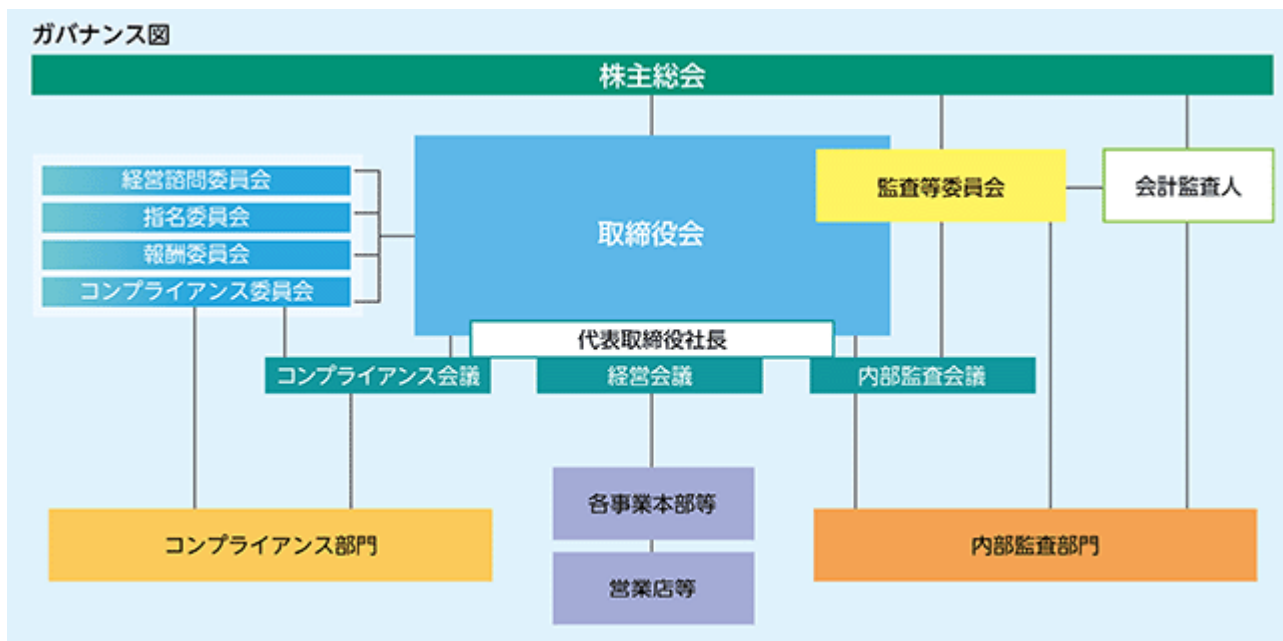 ガバナンス図
株主総会
経営諮問委員会
指名委員会
報酬委員会
コンプライアンス委員会
取締役会
監査等委員会
会計監査人
代表取締役社長
コンプライアンス会議
経営会議
内部監査会議
各事業本部等
コンプライアンス部門
内部監査部門
営業店等